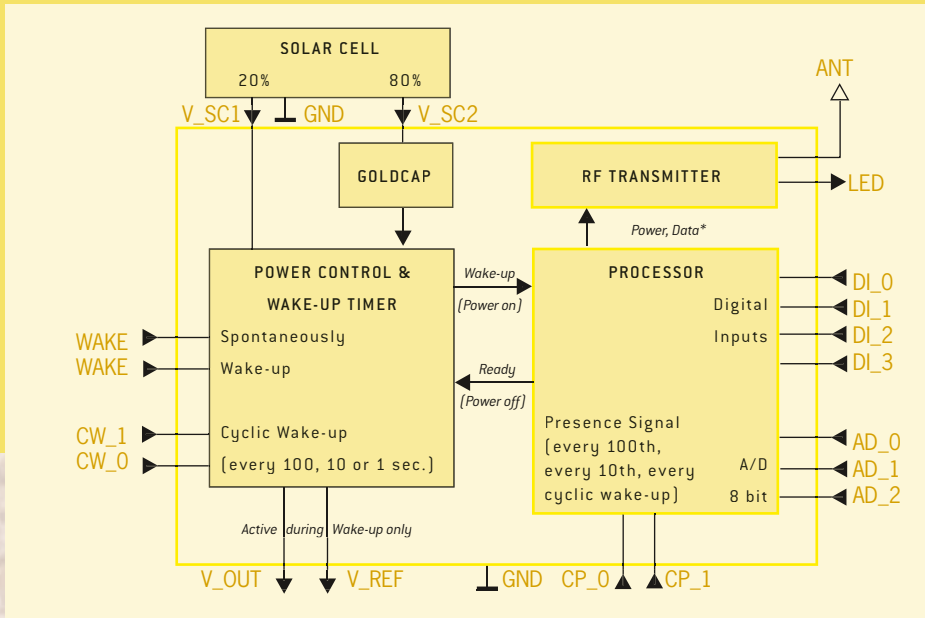 SOLAR CELL
20% 80%
ANT
V_SC1 GND V_SC2
GOLDCAP
RF TRANSMITTER
LED
Power, Data*
POWER CONTROL &
WAKE-UP TIMER
Wake-up
(Power on)
PROCESSOR
Digital
Inputs
DI_0
DI_1
DI_2
DI_3
WAKE
WAKE
Spontaneously
Wake-up
Ready
(Power off)
CW_1
CW_0
Cyclic Wake-up
(every 100, 10 or 1 sec.)
Presence Signal
(every 100th,
every 10th, every
cyclic wake-up)
A/D
8 bit
AD_0
AD_1
AD_2
Active during Wake-up only
V_OUT V_REF GND CP_0 CP_1